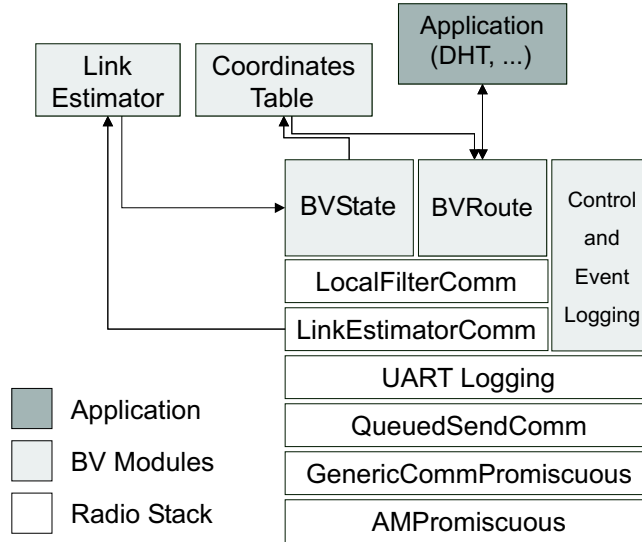 Link
Estimator
Coordinates
Table
Application
(DHT, ...)
BVState
BVRoute
Control
and
Event
Logging
LocalFilterComm
LinkEstimatorComm
UART Logging
QueuedSendComm
GenericCommPromiscuous
AMPromiscuous
Application
BV Modules
Radio Stack